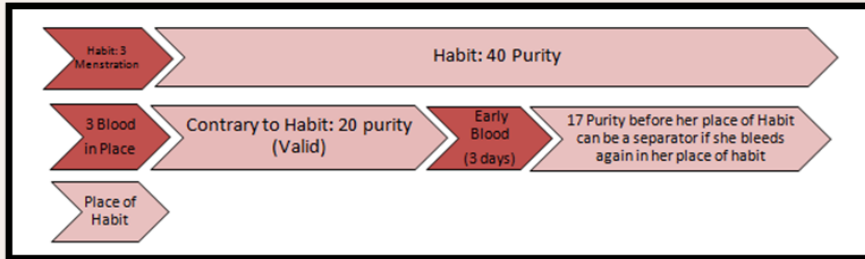 Habit: 3
Menstration
Habit: 40 Purity
3 Blood
in Place
Contrary to Habit: 20 purity
(Valid)
Early
Blood
(3 days)
17 Purity before her place of Habit
can be a separator if she bleeds
again in her place of habit
Place of
Habit